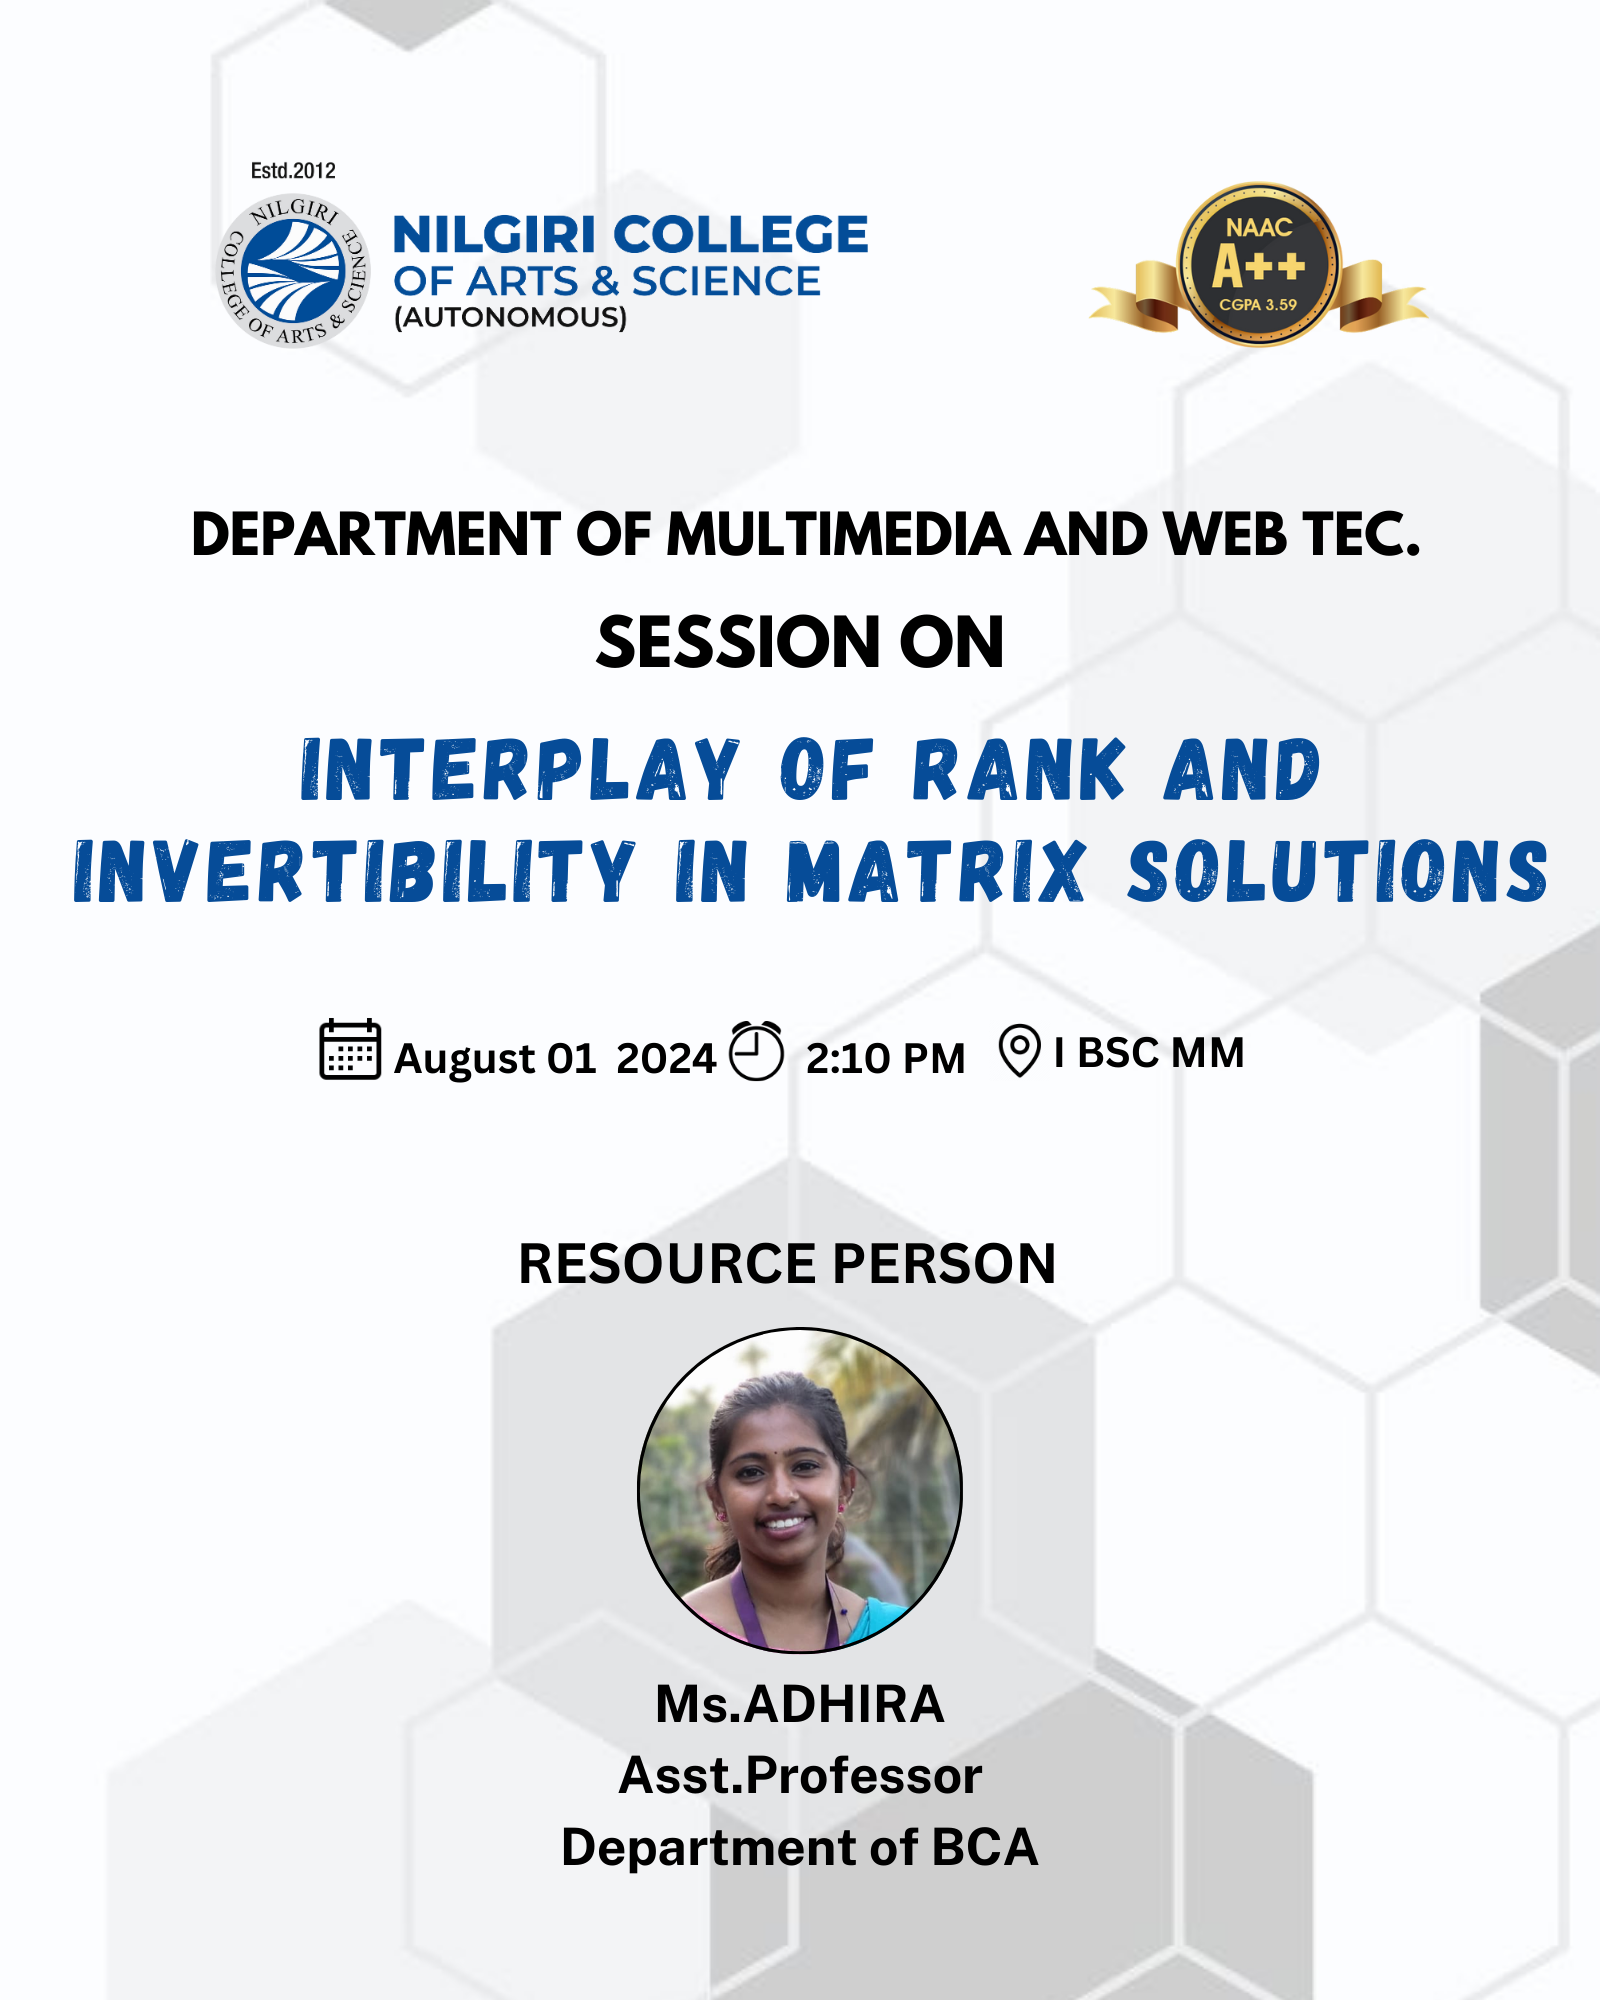 Estd.2012
NILGIRI
COLLEGE OF ARTS & SCIENCE
NILGIRI COLLEGE
OF ARTS & SCIENCE
(AUTONOMOUS)
NAAC
A++
CGPA 3.59
DEPARTMENT OF MULTIMEDIA AND WEB TEC.
SESSION ON
INTERPLAY OF RANK AND
INVERTIBILITY IN MATRIX SOLUTIONS
August 01 2024 2:10 PM I BSC MM
RESOURCE PERSON
Ms.ADHIRA
Asst.Professor
Department of BCA